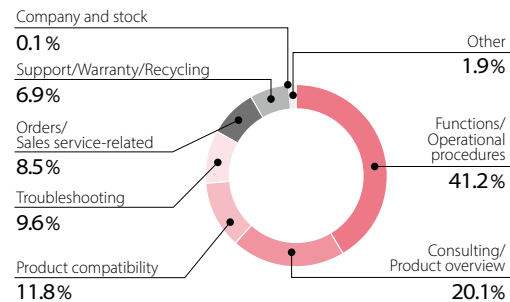 Company and stock
0.1%
Support/Warranty/Recycling
6.9%
Orders/
Sales service-related
8.5%
Troubleshooting
9.6%
Product compatibility
11.8%
Other
1.9%
Functions/
Operational
procedures
41.2%
Consulting/
Product overview
20.1%